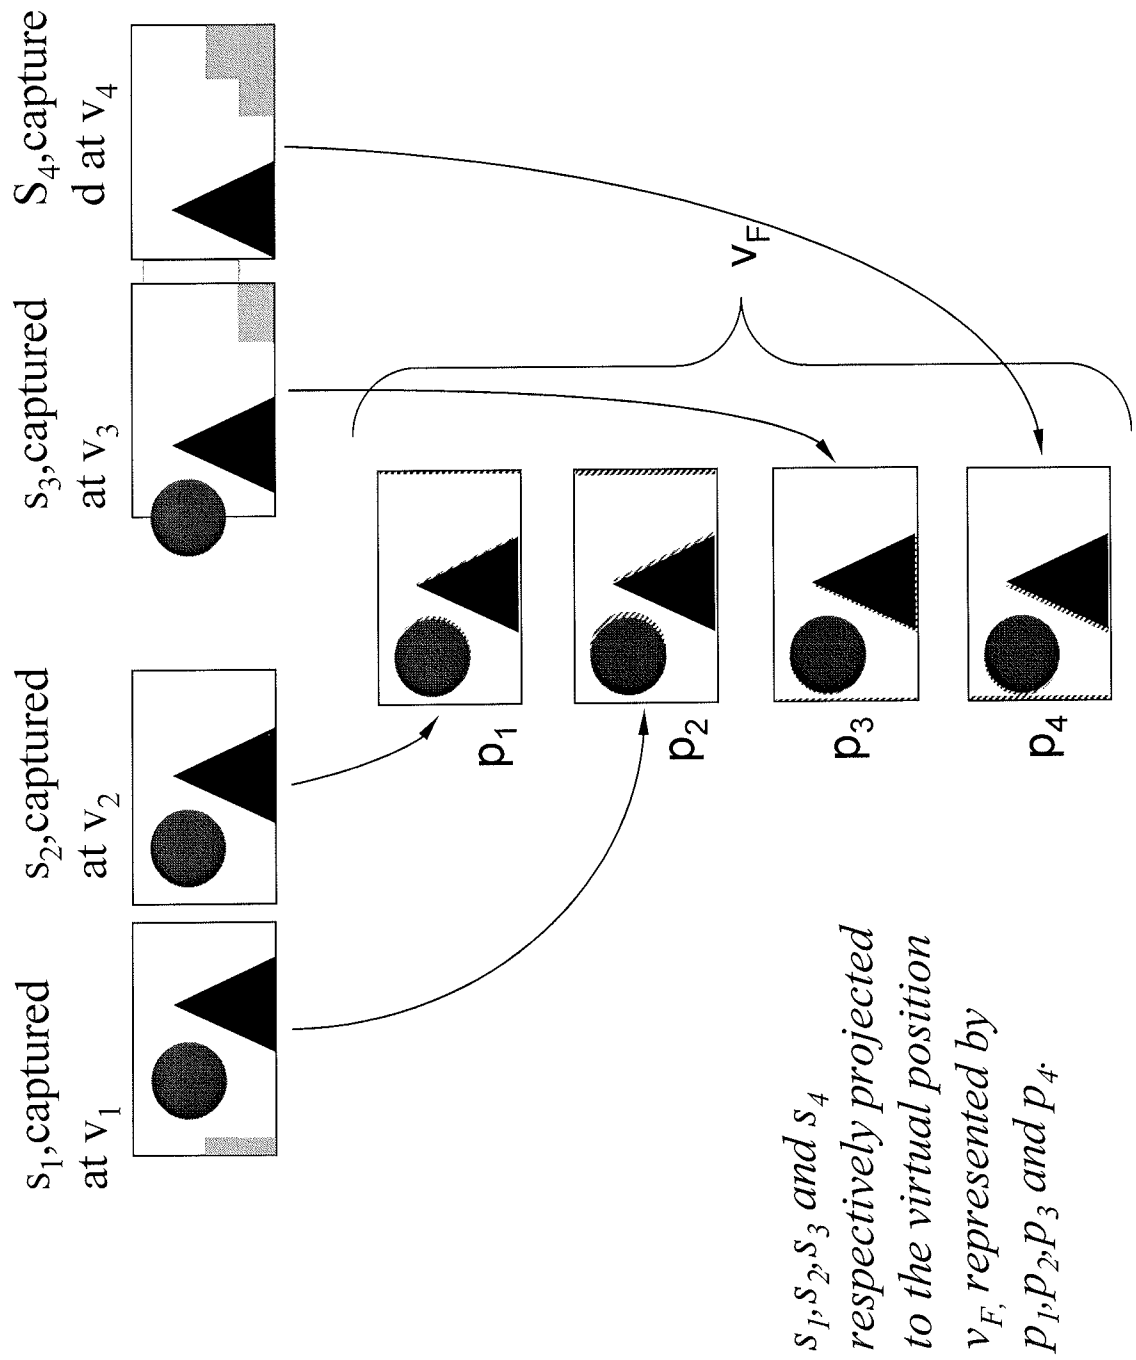 s₁,captured
at v₁
s₂,captured
at v₂
s₃,captured
at v₃
S₄,capture
d at v₄
p₁
p₂
p₃
p₄
v_F
s₁,s₂,s₃ and s₄
respectively projected
to the virtual position
v_F, represented by
p₁,p₂,p₃ and p₄.